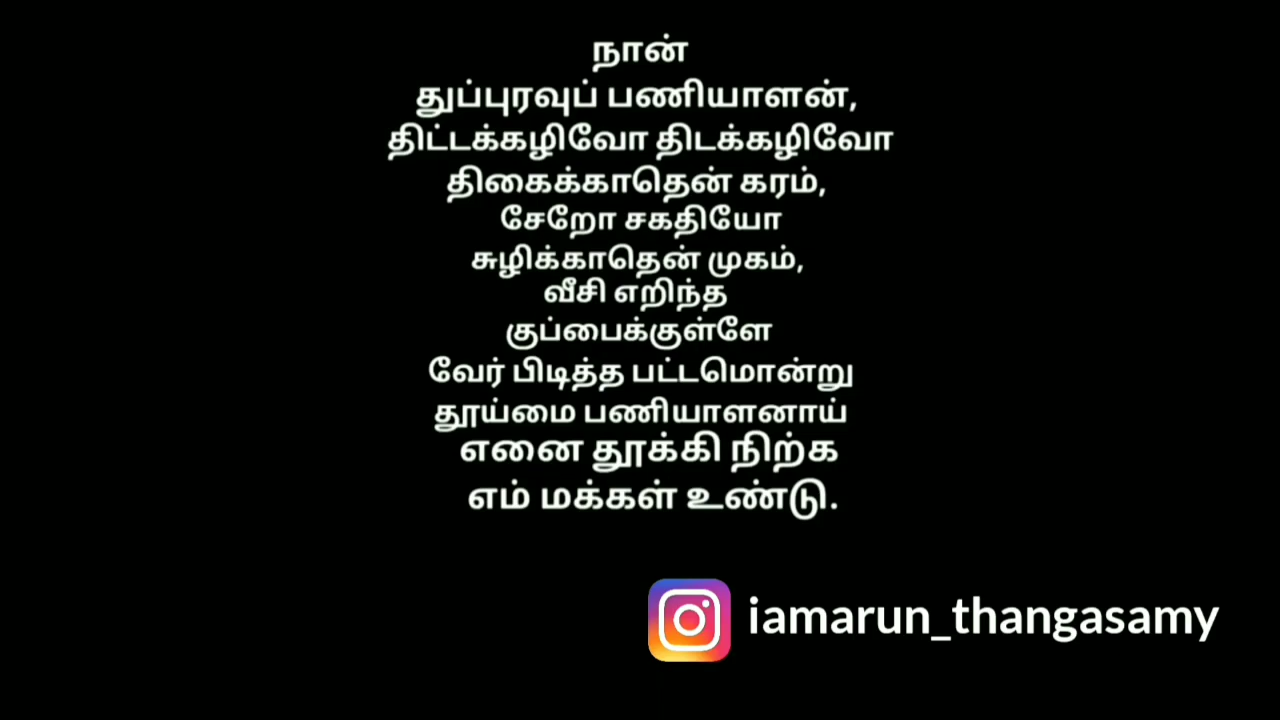 நான்
துப்புரவுப் பணியாளன்,
திட்டக்கழிவோ திடக்கழிவோ
திகைக்காதென் கரம்,
சேறோ சகதியோ
சுழிக்காதென் முகம்,
வீசி எறிந்த
குப்பைக்குள்ளே
வேர் பிடித்த பட்டமொன்று
தூய்மை பணியாளனாய்
எனை தூக்கி நிற்க
எம் மக்கள் உண்டு.
iamarun_thangasamy